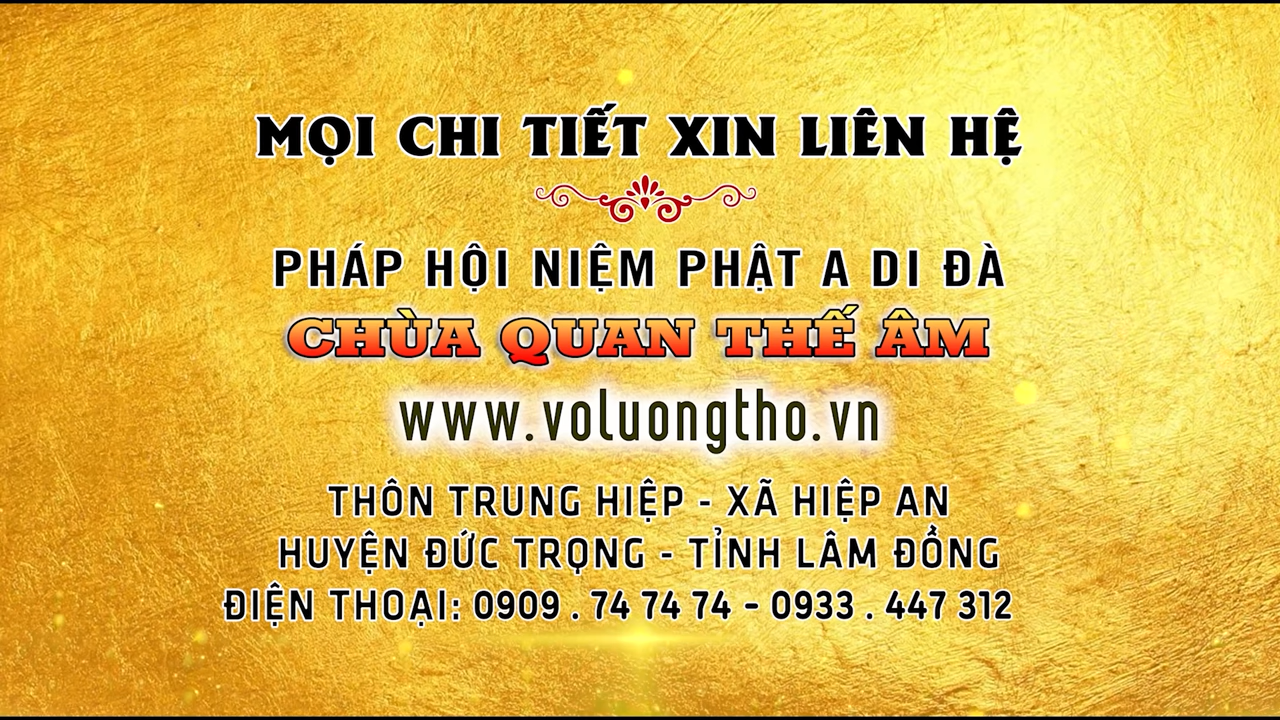 MỌI CHI TIẾT XIN LIÊN HỆ
PHÁP HỘI NIỆM PHẬT A DI ĐÀ
CHÙA QUAN THẾ ÂM
www.voluongtho.vn
THÔN TRUNG HIỆP - XÃ HIỆP AN
HUYỆN ĐỨC TRỌNG - TỈNH LÂM ĐỒNG
ĐIỆN THOẠI: 0909 . 74 74 74 - 0933 . 447 312